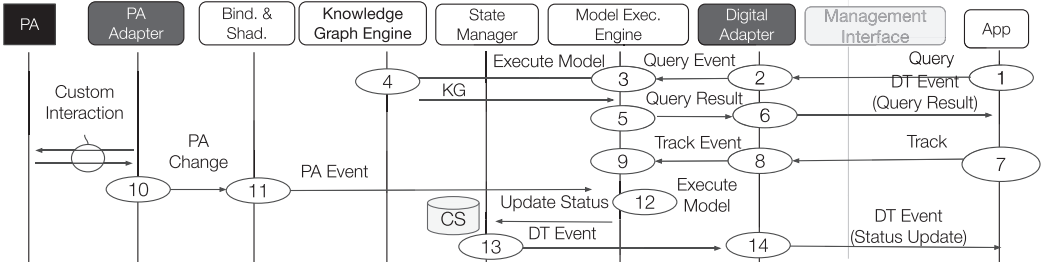 PA
PA
Adapter
Bind. &
Shad.
Knowledge
Graph Engine
State
Manager
Model Exec.
Engine
Digital
Adapter
Management
Interface
App
Execute Model
Query Event
Query
4
3
2
1
KG
DT Event
(Query Result)
Custom
Interaction
Query Result
5
6
PA
Change
Track Event
Track
9
8
7
10
11
PA Event
Update Status
12
Execute
Model
CS
DT Event
DT Event
(Status Update)
13
14